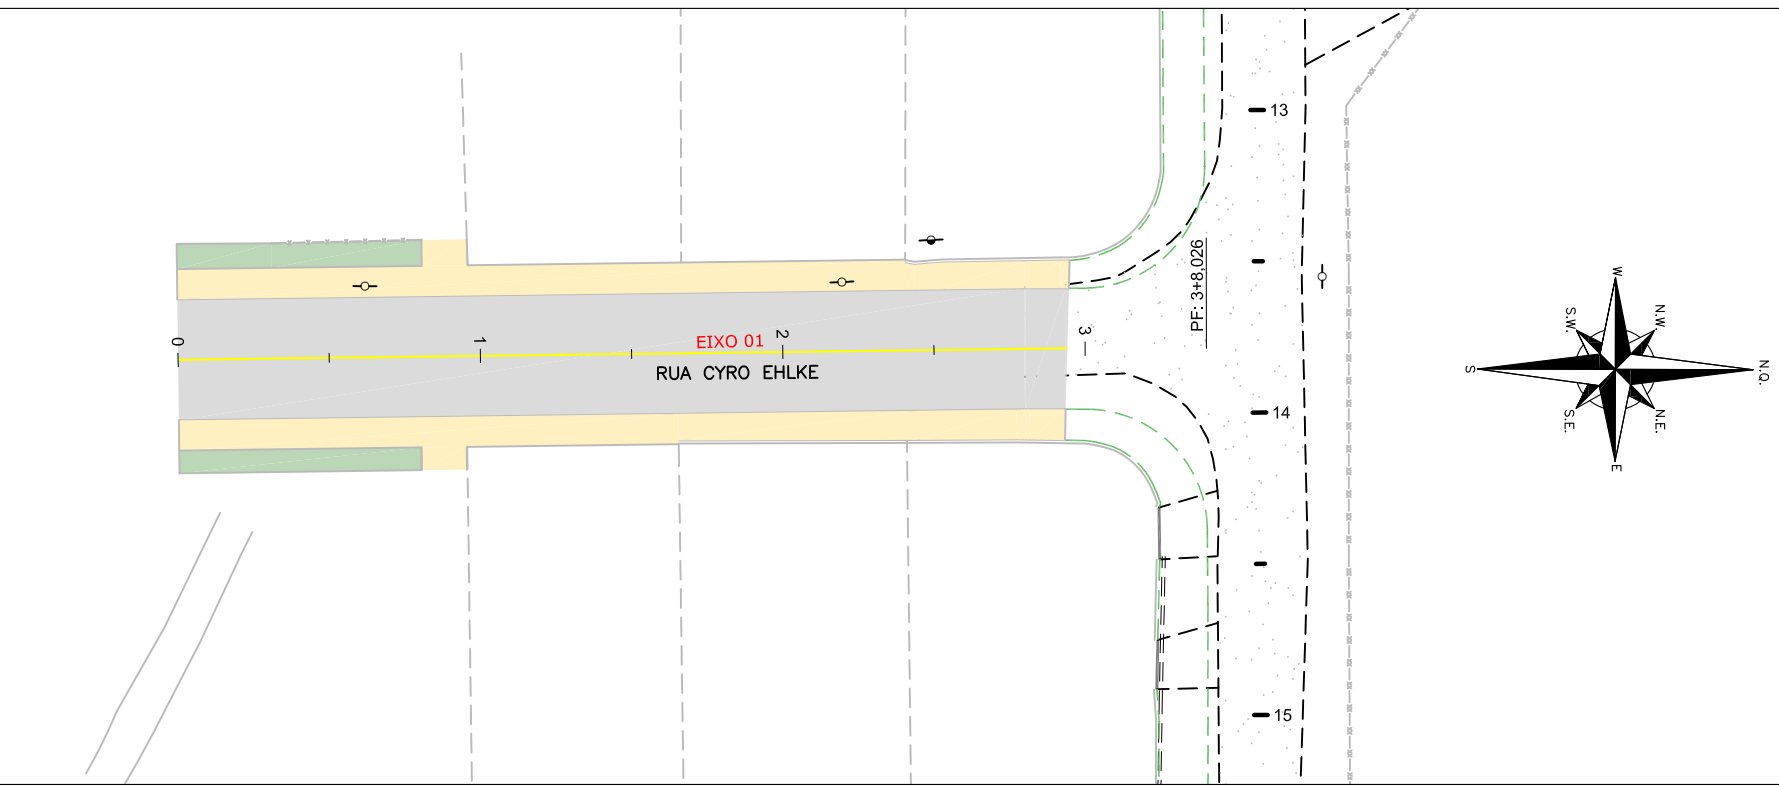 13
PF: 3+8,026
0
1
2
3
EIXO 01
RUA CYRO EHLKE
14
15
W
N.W.
N.Q.
N.E.
E
S.E.
S
S.W.